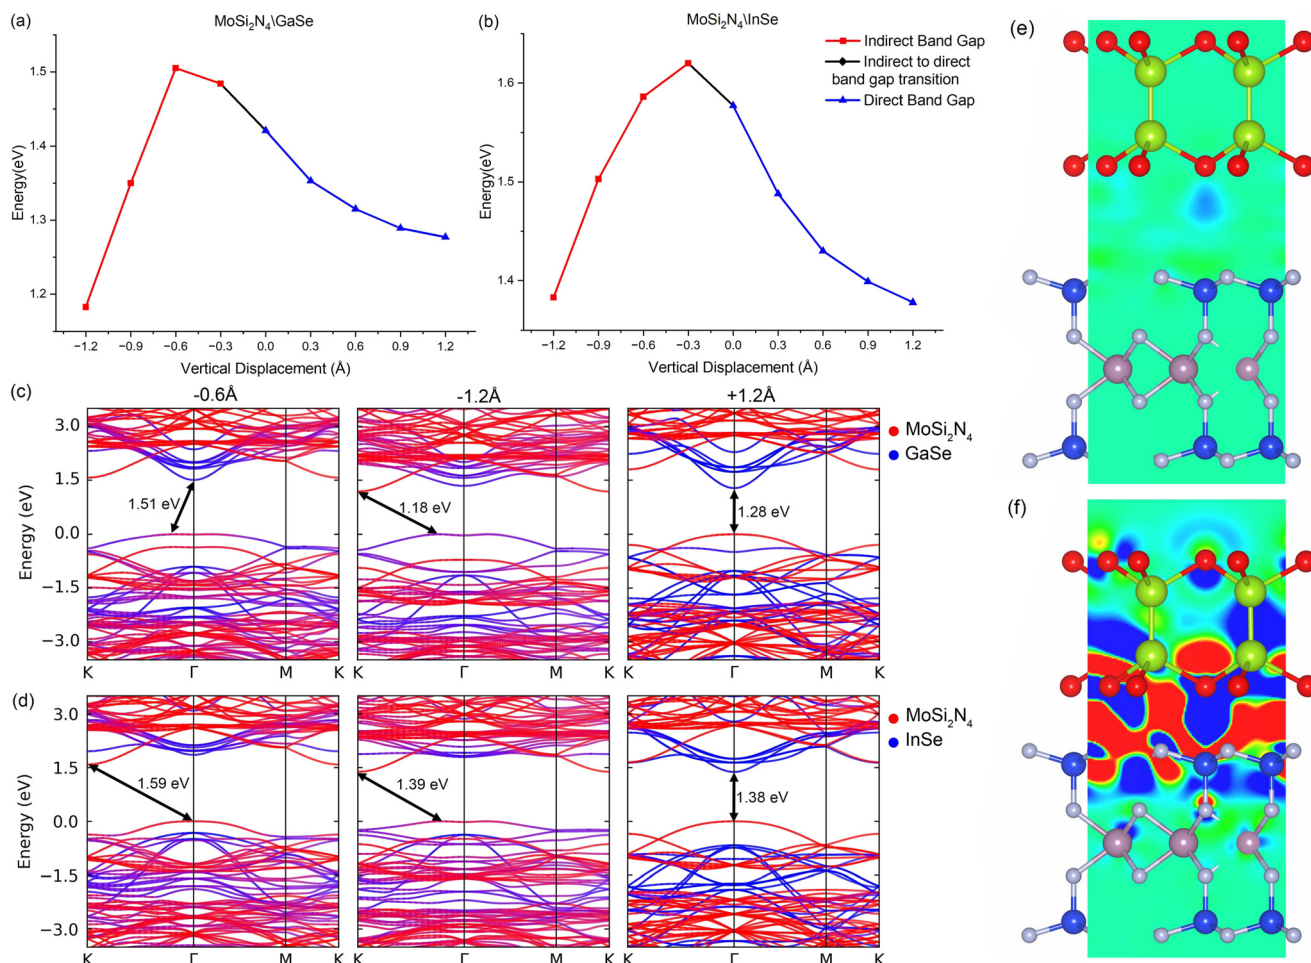 (a)
MoSi₂N₄\GaSe
Energy(eV)
1.5
1.4
1.3
1.2
−1.2 −0.9 −0.6 −0.3 0.0 0.3 0.6 0.9 1.2
(b)
MoSi₂N₄\InSe
Indirect Band Gap
Indirect to direct
band gap transition
Direct Band Gap
Energy(eV)
1.6
1.5
1.4
−1.2 −0.9 −0.6 −0.3 0.0 0.3 0.6 0.9 1.2
Vertical Displacement (Å) Vertical Displacement (Å)
(c)
-0.6Å -1.2Å +1.2Å
Energy (eV)
3.0
1.5
0.0
−1.5
−3.0
1.51 eV
1.18 eV
1.28 eV
MoSi₂N₄
GaSe
K Γ M K K Γ M K K Γ M K
(d)
Energy (eV)
3.0
1.5
0.0
−1.5
−3.0
1.59 eV
1.39 eV
1.38 eV
MoSi₂N₄
InSe
K Γ M K K Γ M K K Γ M K
(e)
(f)